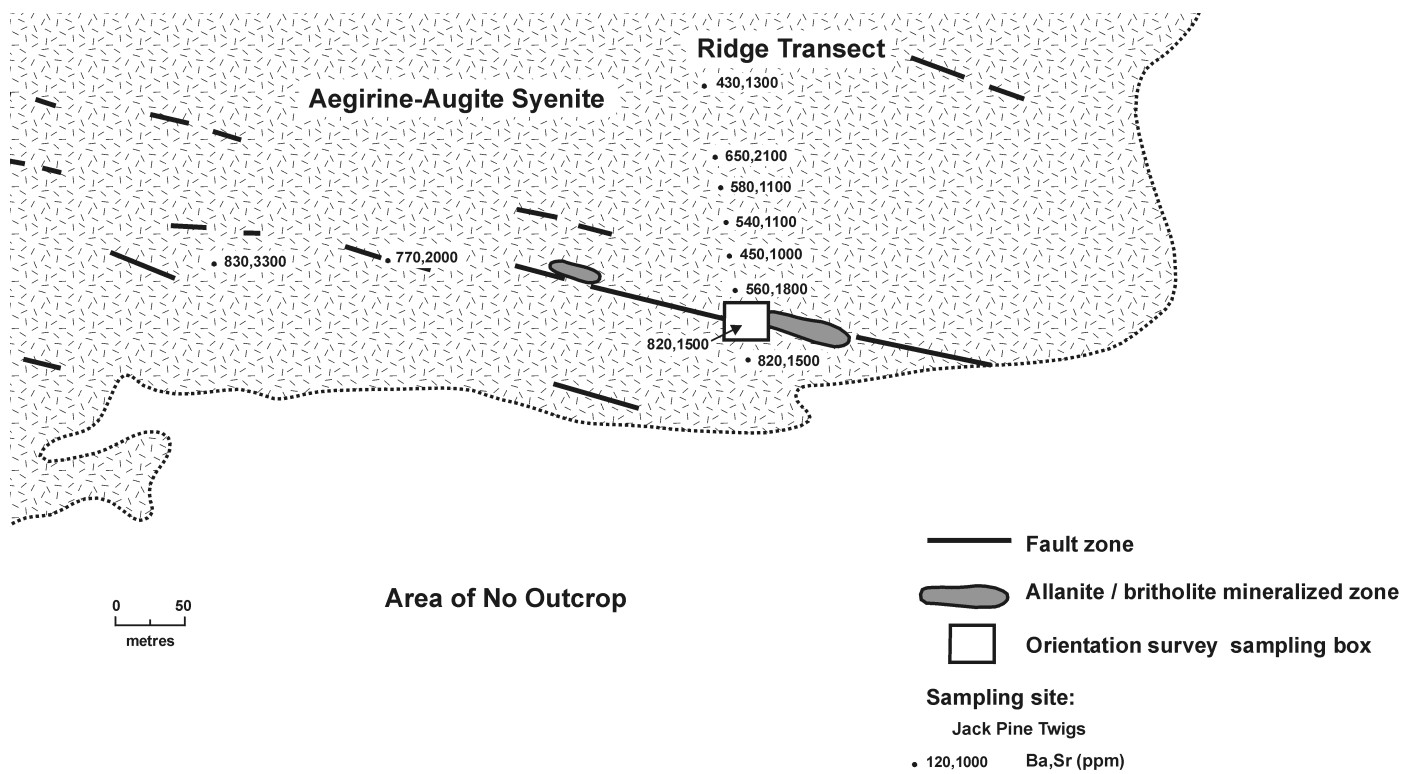 Ridge Transect
430,1300
Aegirine-Augite Syenite
650,2100
580,1100
540,1100
450,1000
770,2000
830,3300
560,1800
820,1500
820,1500
Fault zone
Allanite / britholite mineralized zone
Area of No Outcrop
0 50
metres
Orientation survey sampling box
Sampling site:
Jack Pine Twigs
120,1000 Ba,Sr (ppm)